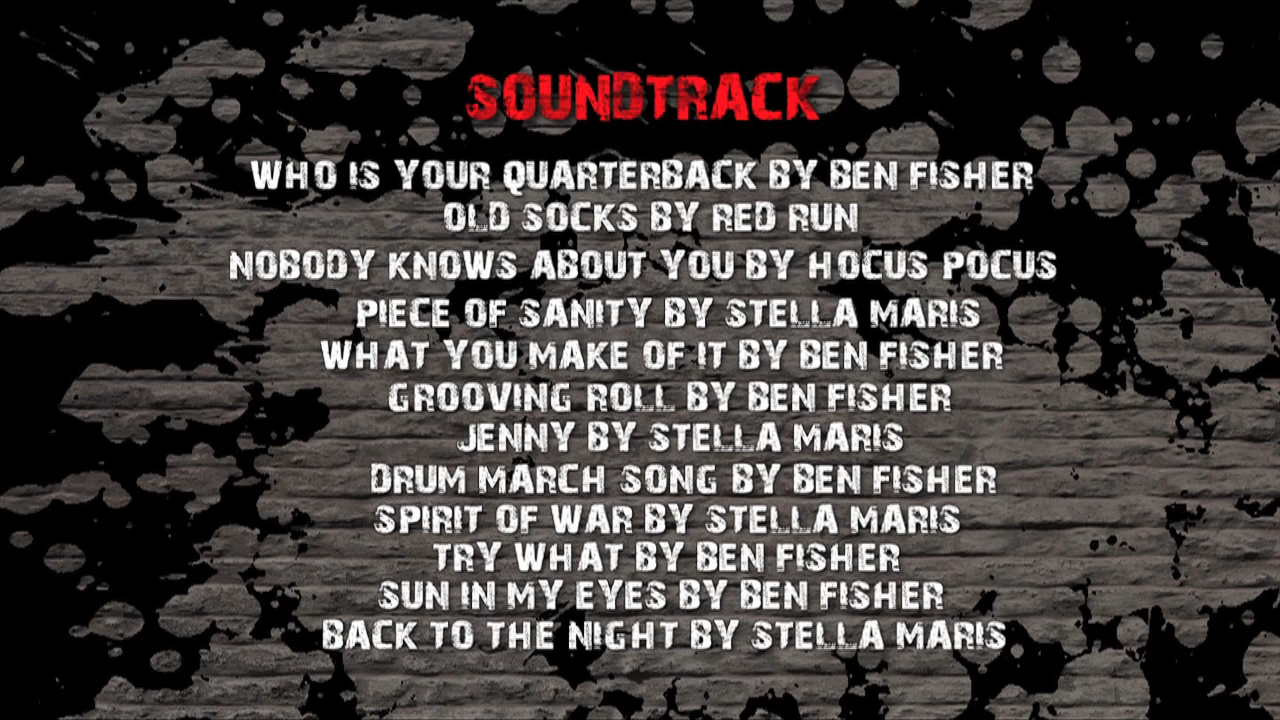 SOUNDTRACK
WHO IS YOUR QUARTERBACK BY BEN FISHER
OLD SOCKS BY RED RUN
NOBODY KNOWS ABOUT YOU BY HOCUS POCUS
PIECE OF SANITY BY STELLA MARIS
WHAT YOU MAKE OF IT BY BEN FISHER
GROOVING ROLL BY BEN FISHER
JENNY BY STELLA MARIS
DRUM MARCH SONG BY BEN FISHER
SPIRIT OF WAR BY STELLA MARIS
TRY WHAT BY BEN FISHER
SUN IN MY EYES BY BEN FISHER
BACK TO THE NIGHT BY STELLA MARIS